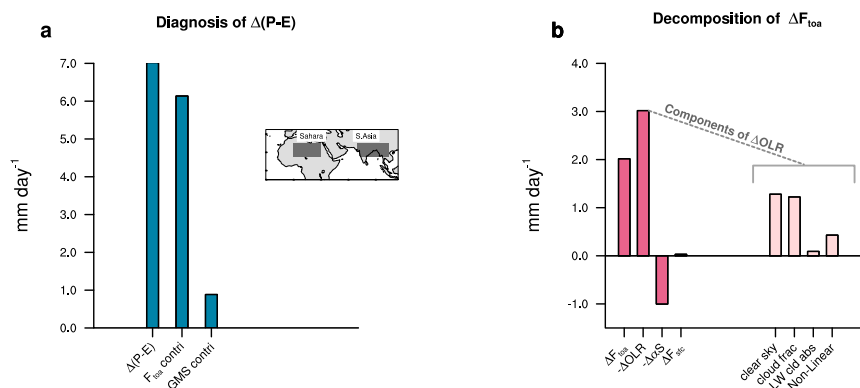 a
Diagnosis of Δ(P-E)
7.0
6.0
5.0
4.0
3.0
2.0
1.0
0.0
mm day⁻¹
Δ(P-E)
Fₜₒₐ contri
GMS contri
Sahara
S.Asia
b
Decomposition of ΔFₜₒₐ
4.0
3.0
2.0
1.0
0.0
-1.0
mm day⁻¹
Components of ΔOLR
ΔFₜₒₐ
-ΔOLR
-ΔαS
ΔF_sfc
clear sky
cloud frac
LW cld abs
Non-Linear